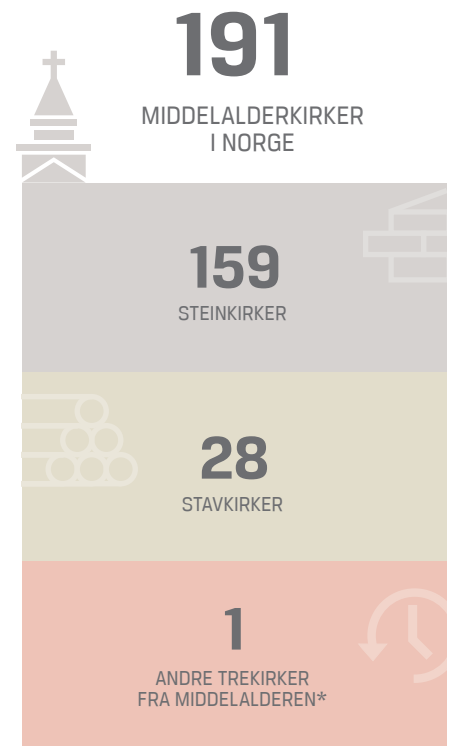 191
MIDDELALDERKIRKER
I NORGE
159
STEINKIRKER
28
STAVKIRKER
1
ANDRE TREKIRKER
FRA MIDDELALDEREN*